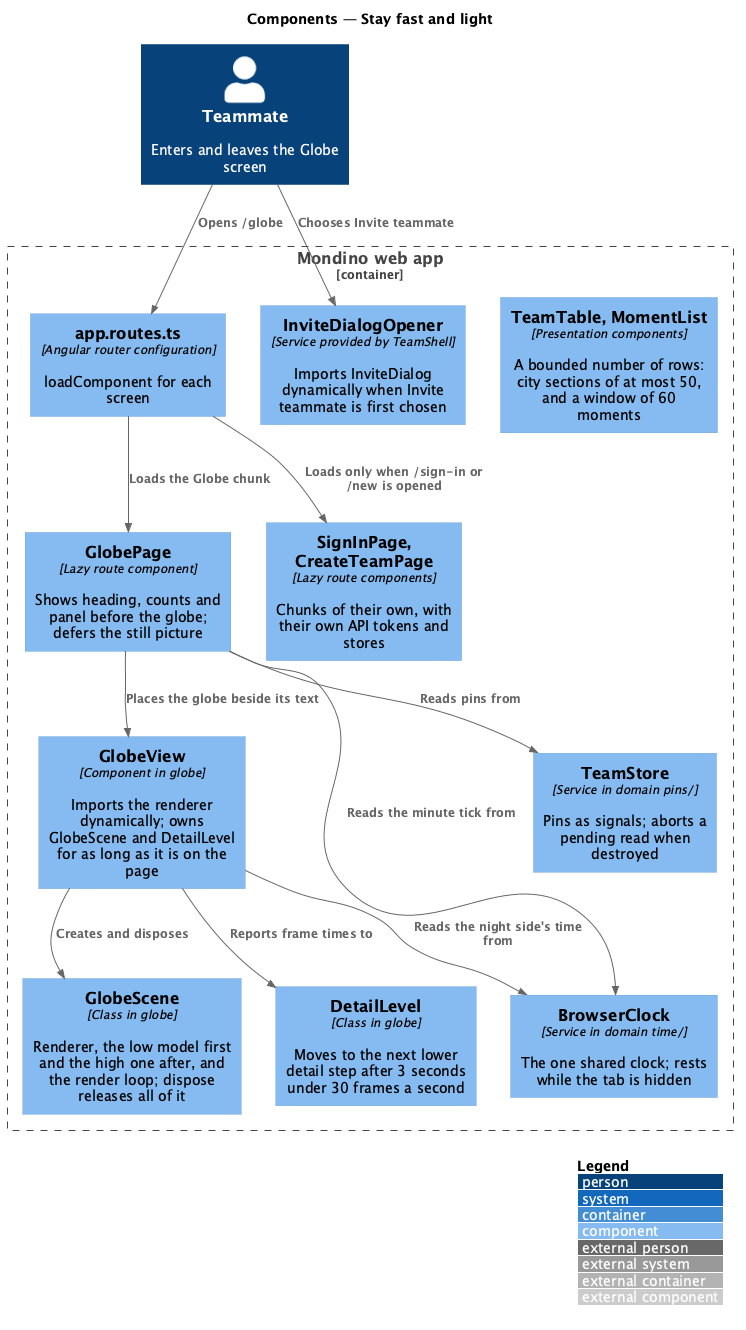 Components — Stay fast and light
Teammate
Enters and leaves the Globe
screen
Opens /globe
Chooses Invite teammate
Mondino web app
[container]
app.routes.ts
[Angular router configuration]
loadComponent for each
screen
InviteDialogOpener
[Service provided by TeamShell]
Imports InviteDialog
dynamically when Invite
teammate is first chosen
TeamTable, MomentList
[Presentation components]
A bounded number of rows:
city sections of at most 50,
and a window of 60
moments
Loads the Globe chunk
Loads only when /sign-in or
/new is opened
GlobePage
[Lazy route component]
Shows heading, counts and
panel before the globe;
defers the still picture
SignInPage,
CreateTeamPage
[Lazy route components]
Chunks of their own, with
their own API tokens and
stores
Places the globe beside its text
Reads pins from
GlobeView
[Component in globe]
Imports the renderer
dynamically; owns
GlobeScene and DetailLevel
for as long as it is on the
page
Reads the minute tick from
TeamStore
[Service in domain pins/]
Pins as signals; aborts a
pending read when
destroyed
Creates and disposes
Reports frame times to
Reads the night side's time
from
GlobeScene
[Class in globe]
Renderer, the low model first
and the high one after, and
the render loop; dispose
releases all of it
DetailLevel
[Class in globe]
Moves to the next lower
detail step after 3 seconds
under 30 frames a second
BrowserClock
[Service in domain time/]
The one shared clock; rests
while the tab is hidden
Legend
person
system
container
component
external person
external system
external container
external component